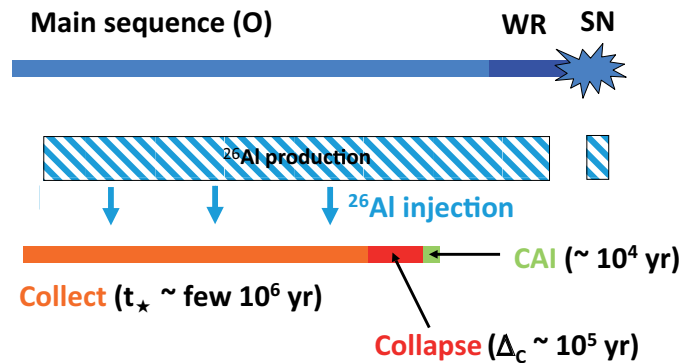 Main sequence (O) WR SN
²⁶Al production
²⁶Al injection
CAI (~ 10⁴ yr)
Collect (t⋆ ~ few 10⁶ yr)
Collapse (Δc ~ 10⁵ yr)